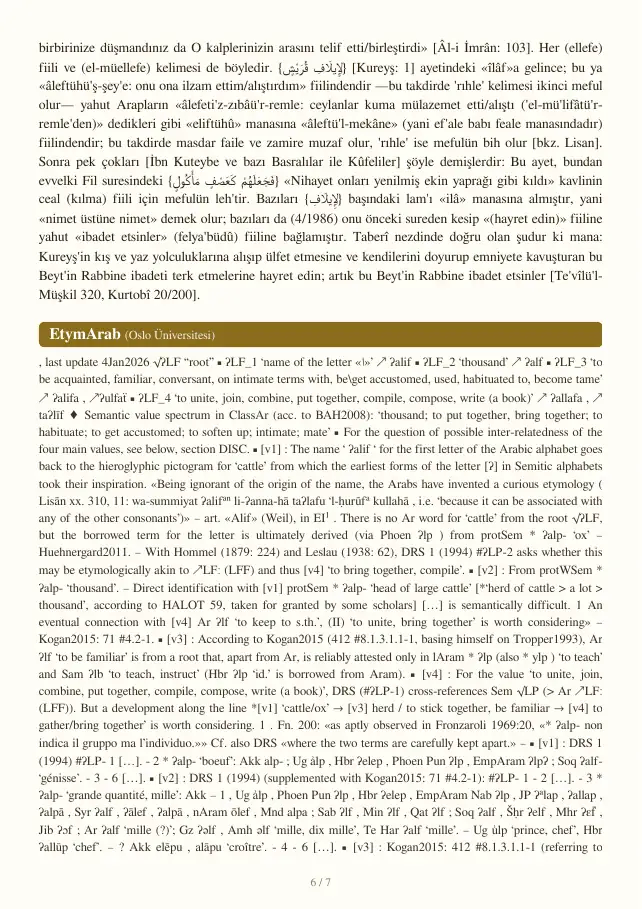 birbirinize düşmandınız da O kalplerinizin arasını telif etti/birleştirdi» [Âl-i İmrân: 103]. Her (ellefe)
fiili ve (el-müellefe) kelimesi de böyledir. {لِإِيلَافِ قُرَيْشٍ} [Kureyş: 1] ayetindeki «ilâf»a gelince; bu ya
«âleftühü'ş-şey'e: onu ona ilzam ettim/alıştırdım» fiilindendir —bu takdirde 'rıhle' kelimesi ikinci meful
olur— yahut Arapların «âlefeti'z-zıbâü'r-remle: ceylanlar kuma mülazemet etti/alıştı ('el-mü'lifâtü'r-
remle'den)» dedikleri gibi «eliftühû» manasına «âleftü'l-mekâne» (yani ef'ale babı feale manasındadır)
fiilindendir; bu takdirde masdar faile ve zamire muzaf olur, 'rıhle' ise mefulün bih olur [bkz. Lisan].
Sonra pek çokları [İbn Kuteybe ve bazı Basralılar ile Kûfeliler] şöyle demişlerdir: Bu ayet, bundan
evvelki Fil suresindeki {فَجَعَلَهُمْ كَعَصْفٍ مَأْكُولٍ} «Nihayet onları yenilmiş ekin yaprağı gibi kıldı» kavlinin
ceal (kılma) fiili için mefulün leh'tir. Bazıları {لِإِيلَافِ} başındaki lam'ı «ilâ» manasına almıştır, yani
«nimet üstüne nimet» demek olur; bazıları da (4/1986) onu önceki sureden kesip «(hayret edin)» fiiline
yahut «ibadet etsinler» (felya'büdû) fiiline bağlamıştır. Taberî nezdinde doğru olan şudur ki mana:
Kureyş'in kış ve yaz yolculuklarına alışıp ülfet etmesine ve kendilerini doyurup emniyete kavuşturan bu
Beyt'in Rabbine ibadeti terk etmelerine hayret edin; artık bu Beyt'in Rabbine ibadet etsinler [Te'vîlü'l-
Müşkil 320, Kurtobî 20/200].
EtymArab (Oslo Üniversitesi)
, last update 4Jan2026 √ʔLF “root” ▪ ʔLF_1 ‘name of the letter «ا»’ ↗ ʔalif ▪ ʔLF_2 ‘thousand’ ↗ ʔalf ▪ ʔLF_3 ‘to
be acquainted, familiar, conversant, on intimate terms with, be\get accustomed, used, habituated to, become tame’
↗ ʔalifa , ↗ʔulfaẗ ▪ ʔLF_4 ‘to unite, join, combine, put together, compile, compose, write (a book)’ ↗ ʔallafa , ↗
taʔlīf ♦ Semantic value spectrum in ClassAr (acc. to BAH2008): ‘thousand; to put together, bring together; to
habituate; to get accustomed; to soften up; intimate; mate’ ▪ For the question of possible inter-relatedness of the
four main values, see below, section DISC. ▪ [v1] : The name ‘ ʔalif ‘ for the first letter of the Arabic alphabet goes
back to the hieroglyphic pictogram for ‘cattle’ from which the earliest forms of the letter [ʔ] in Semitic alphabets
took their inspiration. «Being ignorant of the origin of the name, the Arabs have invented a curious etymology (
Lisān xx. 310, 11: wa-summiyat ʔalifᵃⁿ li-ʔanna-hā taʔlafu ‘l-ḥurūfᵃ kullahā , i.e. ‘because it can be associated with
any of the other consonants’)» – art. «Alif» (Weil), in EI¹ . There is no Ar word for ‘cattle’ from the root √ʔLF,
but the borrowed term for the letter is ultimately derived (via Phoen ʔlp ) from protSem * ʔalp- ‘ox’ –
Huehnergard2011. – With Hommel (1879: 224) and Leslau (1938: 62), DRS 1 (1994) #ʔLP-2 asks whether this
may be etymologically akin to ↗LF: (LFF) and thus [v4] ‘to bring together, compile’. ▪ [v2] : From protWSem *
ʔalp- ‘thousand’. – Direct identification with [v1] protSem * ʔalp- ‘head of large cattle’ [*‘herd of cattle > a lot >
thousand’, according to HALOT 59, taken for granted by some scholars] […] is semantically difficult. 1 An
eventual connection with [v4] Ar ʔlf ‘to keep to s.th.’, (II) ‘to unite, bring together’ is worth considering» –
Kogan2015: 71 #4.2-1. ▪ [v3] : According to Kogan2015 (412 #8.1.3.1.1-1, basing himself on Tropper1993), Ar
ʔlf ‘to be familiar’ is from a root that, apart from Ar, is reliably attested only in lAram * ʔlp (also * ylp ) ‘to teach’
and Sam ʔlb ‘to teach, instruct’ (Hbr ʔlp ‘id.’ is borrowed from Aram). ▪ [v4] : For the value ‘to unite, join,
combine, put together, compile, compose, write (a book)’, DRS (#ʔLP-1) cross-references Sem √LP (> Ar ↗LF:
(LFF)). But a development along the line *[v1] ‘cattle/ox’ → [v3] herd / to stick together, be familiar → [v4] to
gather/bring together’ is worth considering. 1 . Fn. 200: «as aptly observed in Fronzaroli 1969:20, «* ʔalp- non
indica il gruppo ma l’individuo.»» Cf. also DRS «where the two terms are carefully kept apart.» – ▪ [v1] : DRS 1
(1994) #ʔLP- 1 […]. - 2 * ʔalp- ‘boeuf’: Akk alp- ; Ug ảlp , Hbr ʔelep , Phoen Pun ʔlp , EmpAram ʔlpʔ ; Soq ʔalf-
‘génisse’. - 3 - 6 […]. ▪ [v2] : DRS 1 (1994) (supplemented with Kogan2015: 71 #4.2-1): #ʔLP- 1 - 2 […]. - 3 *
ʔalp- ‘grande quantité, mille’: Akk – 1 , Ug ảlp , Phoen Pun ʔlp , Hbr ʔelep , EmpAram Nab ʔlp , JP ʔᵃlap , ʔallap ,
ʔalpā , Syr ʔalf , ʔālef , ʔalpā , nAram ōlef , Mnd alpa ; Sab ʔlf , Min ʔlf , Qat ʔlf ; Soq ʔalf , Šḥr ʔelf , Mhr ʔɛf ,
Jib ʔɔf ; Ar ʔalf ‘mille (?)’; Gz ʔəlf , Amh əlf ‘mille, dix mille’, Te Har ʔalf ‘mille’. – Ug ủlp ‘prince, chef’, Hbr
ʔallūp ‘chef’. – ? Akk elēpu , alāpu ‘croître’. - 4 - 6 […]. ▪ [v3] : Kogan2015: 412 #8.1.3.1.1-1 (referring to
6 / 7